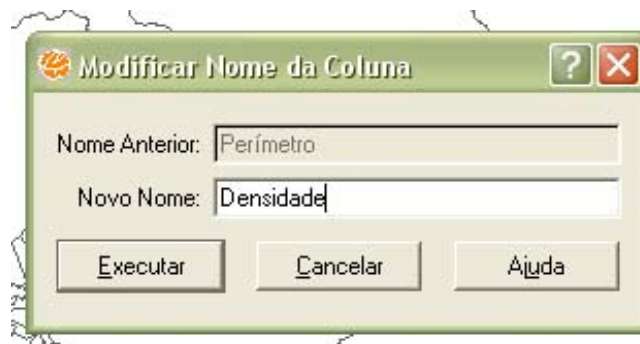 Modificar Nome da Coluna
Nome Anterior: Perímetro
Novo Nome: Densidade
Executar Cancelar Ajuda